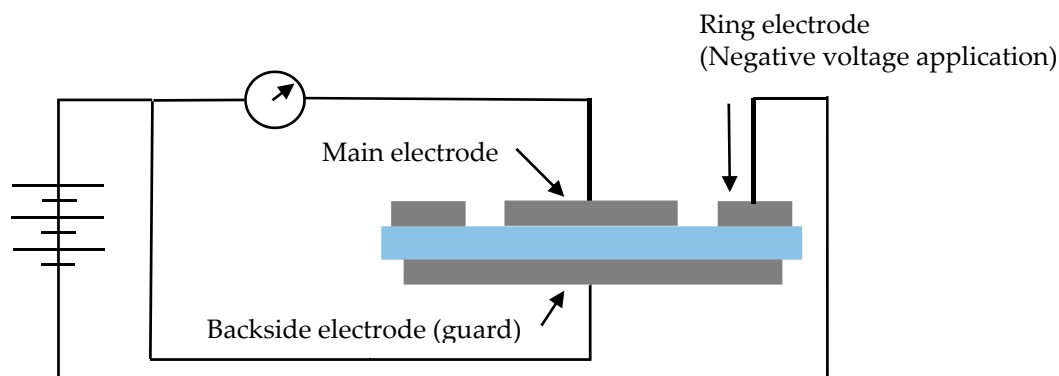 Ring electrode
(Negative voltage application)
Main electrode
Backside electrode (guard)